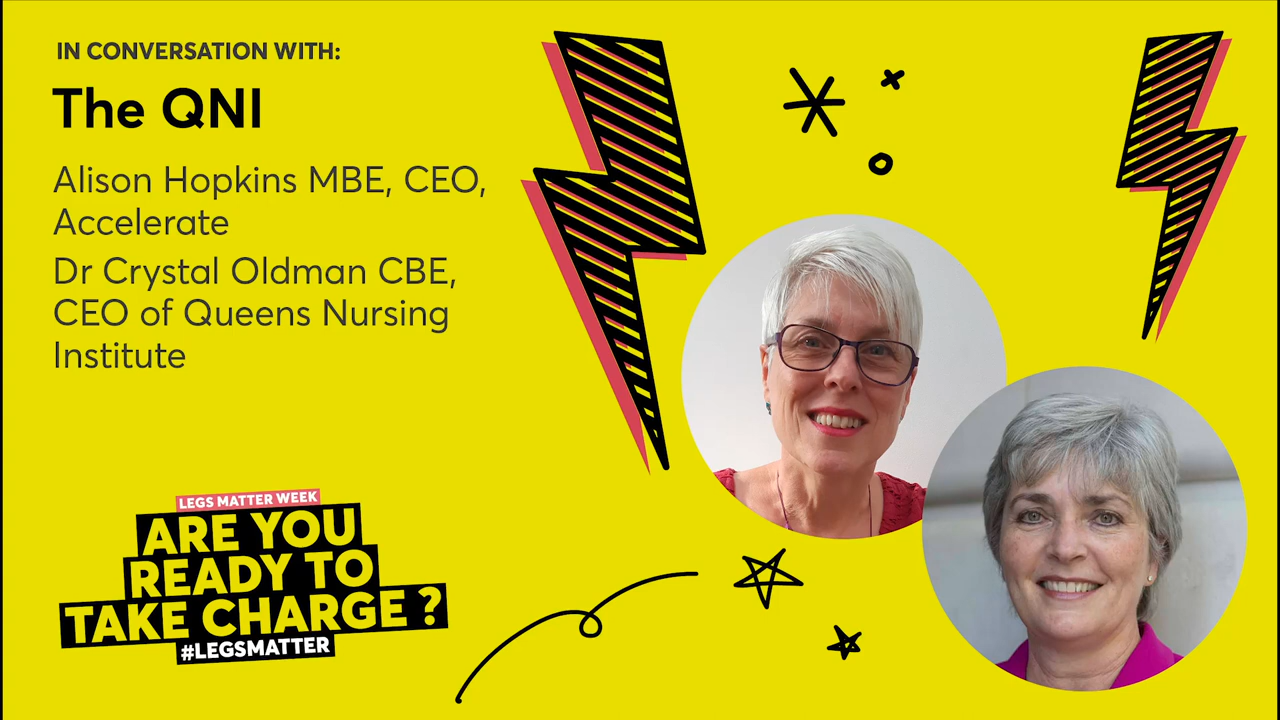 IN CONVERSATION WITH:
The QNI
Alison Hopkins MBE, CEO,
Accelerate
Dr Crystal Oldman CBE,
CEO of Queens Nursing
Institute
LEGS MATTER WEEK
ARE YOU
READY TO
TAKE CHARGE?
#LEGSMATTER